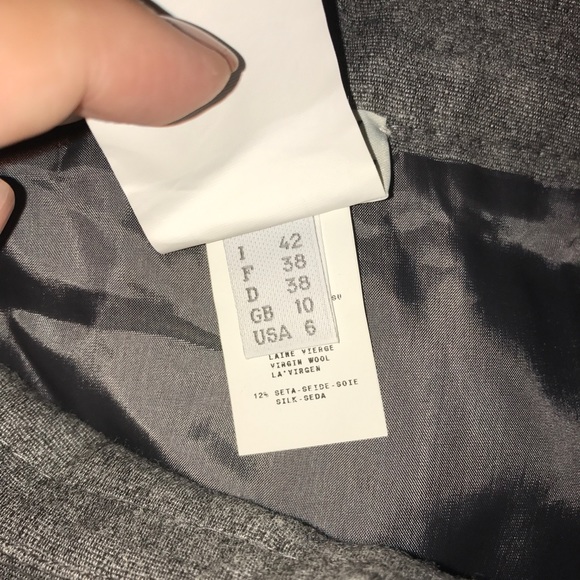 I 42
F 38
D 38
GB 10
USA 6
LAINE VIERGE
VIRGIN WOOL
LA'VIRGEN
12% SETA-SEIDE-SOIE
SILK-SEDA